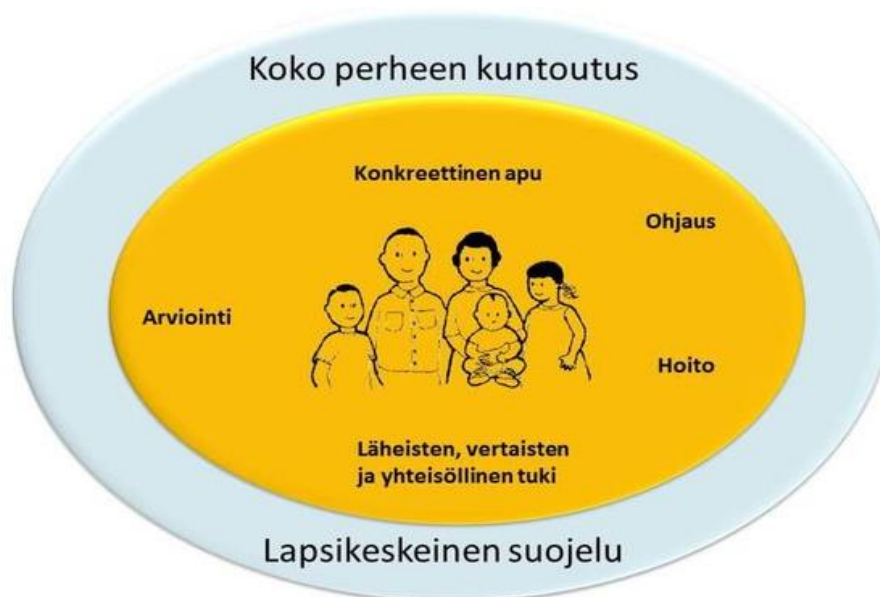 Koko perheen kuntoutus
Konkreettinen apu
Ohjaus
Arviointi
Hoito
Läheisten, vertaisten
ja yhteisöllinen tuki
Lapsikeskeinen suojelu